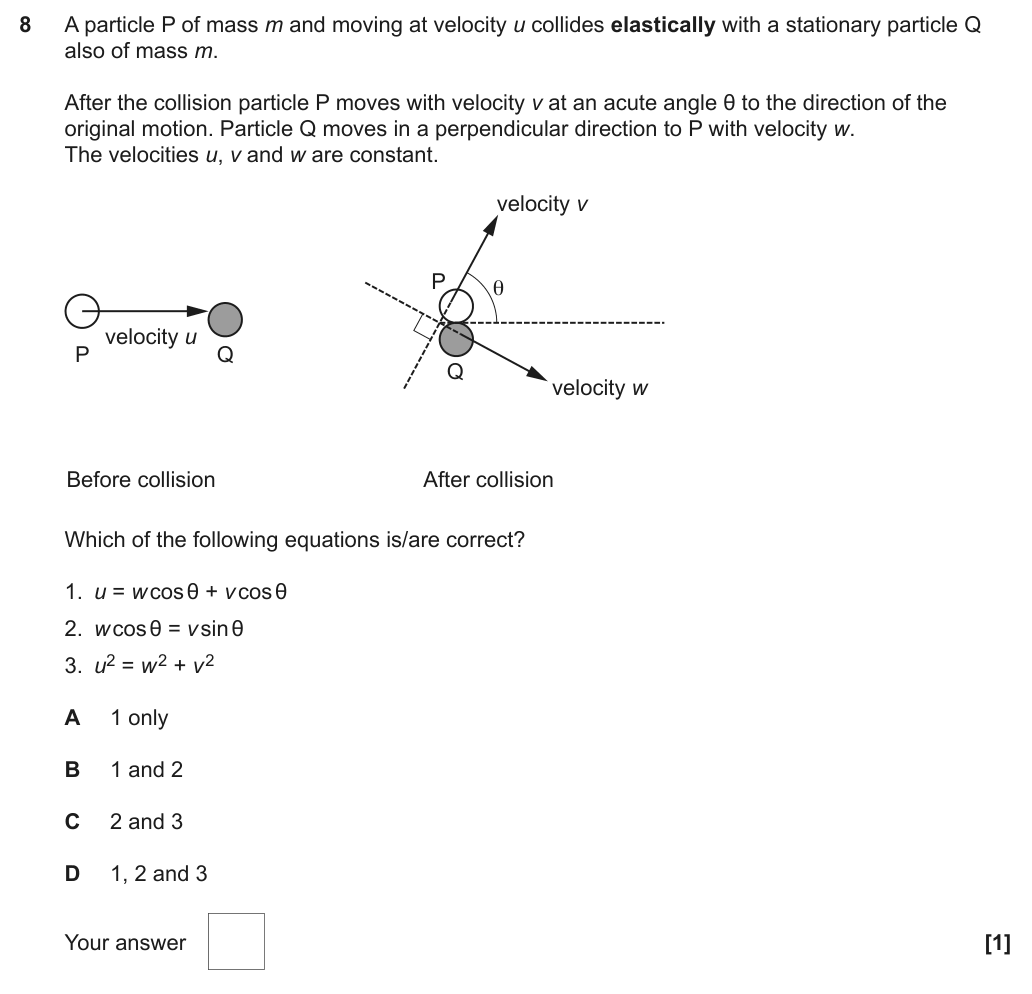 8 A particle P of mass m and moving at velocity u collides elastically with a stationary particle Q
also of mass m.
After the collision particle P moves with velocity v at an acute angle θ to the direction of the
original motion. Particle Q moves in a perpendicular direction to P with velocity w.
The velocities u, v and w are constant.
velocity v
P
θ
velocity u
P
Q
Q
velocity w
Before collision
After collision
Which of the following equations is/are correct?
1. u = wcosθ + vcosθ
2. wcosθ = vsinθ
3. u² = w² + v²
A 1 only
B 1 and 2
C 2 and 3
D 1, 2 and 3
Your answer [1]